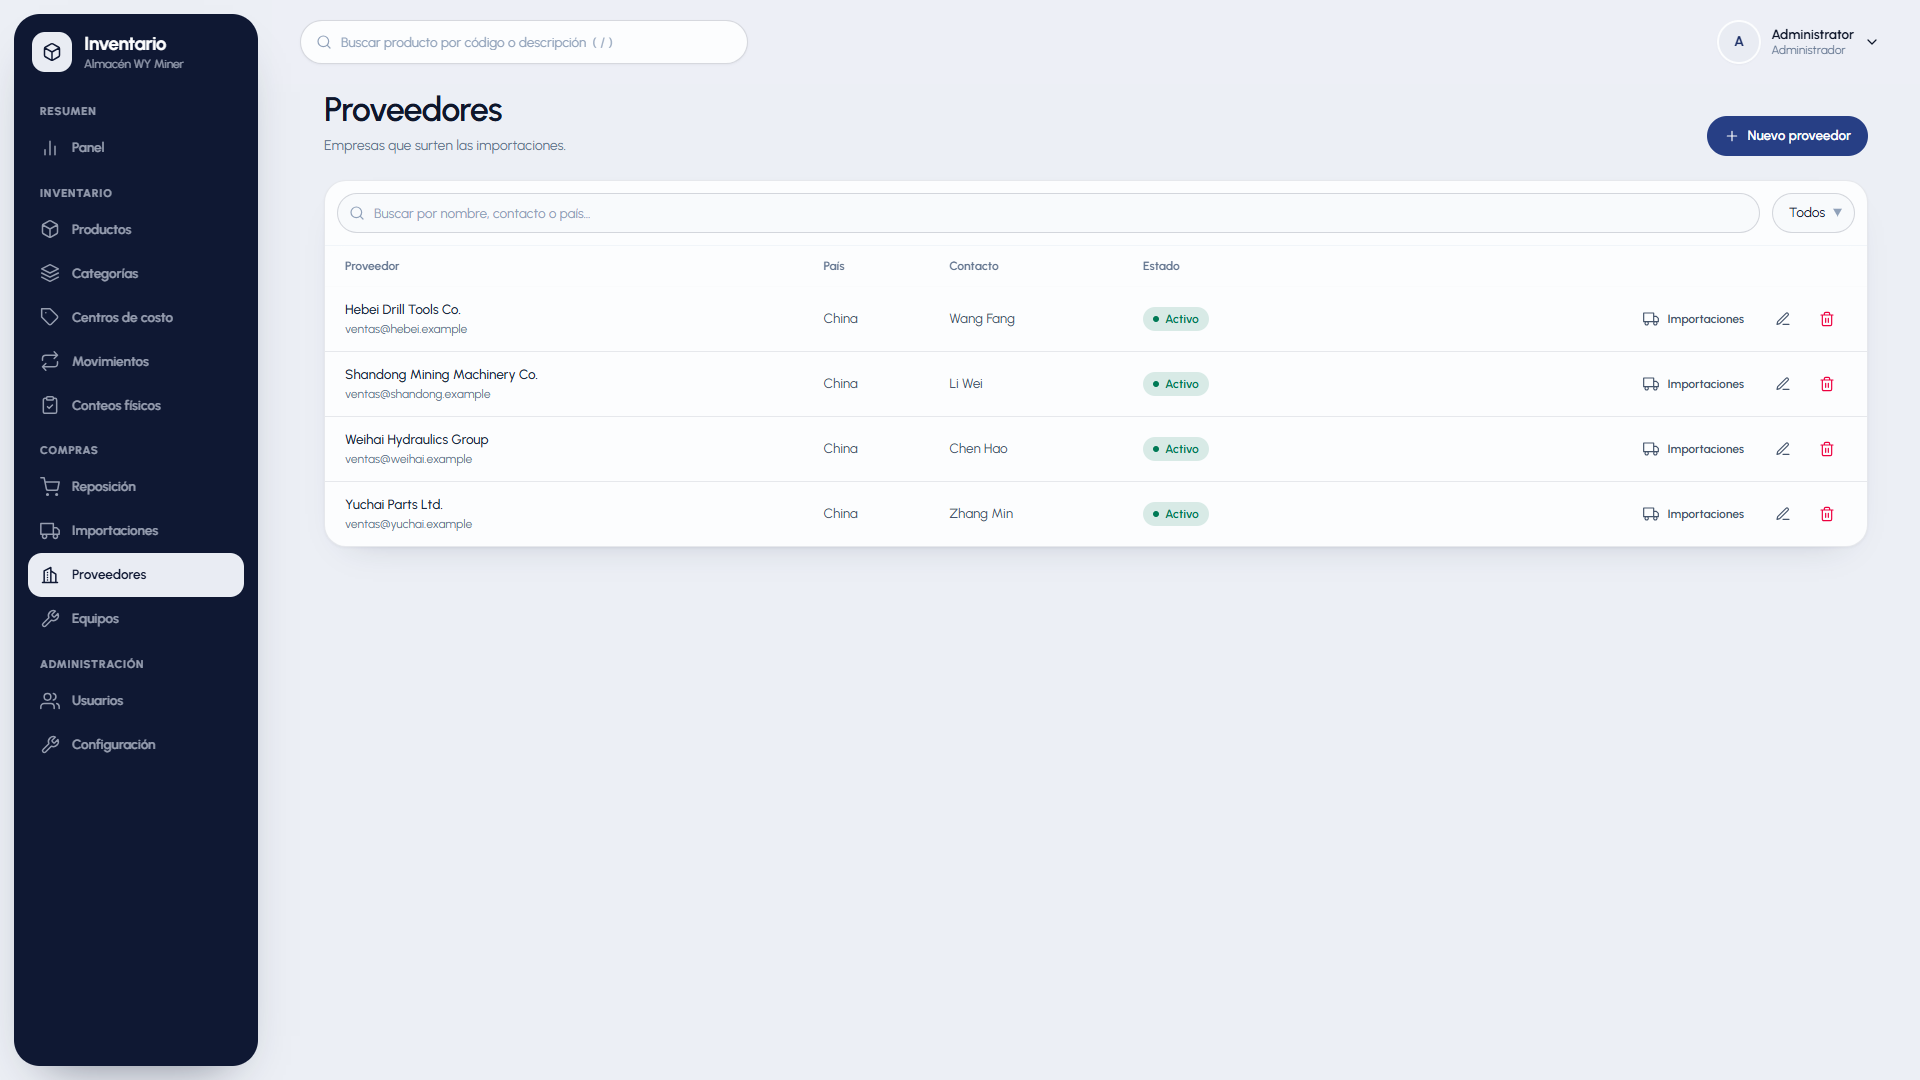 Inventario
Almacén WY Miner
RESUMEN
Panel
INVENTARIO
Productos
Categorías
Centros de costo
Movimientos
Conteos físicos
COMPRAS
Reposición
Importaciones
Proveedores
Equipos
ADMINISTRACIÓN
Usuarios
Configuración
Buscar producto por código o descripción ( / )
A
Administrator
Administrador
Proveedores
Empresas que surten las importaciones.
Nuevo proveedor
Buscar por nombre, contacto o país...
Todos
Proveedor País Contacto Estado
Hebei Drill Tools Co.
ventas@hebei.example
China Wang Fang Activo Importaciones
Shandong Mining Machinery Co.
ventas@shandong.example
China Li Wei Activo Importaciones
Weihai Hydraulics Group
ventas@weihai.example
China Chen Hao Activo Importaciones
Yuchai Parts Ltd.
ventas@yuchai.example
China Zhang Min Activo Importaciones